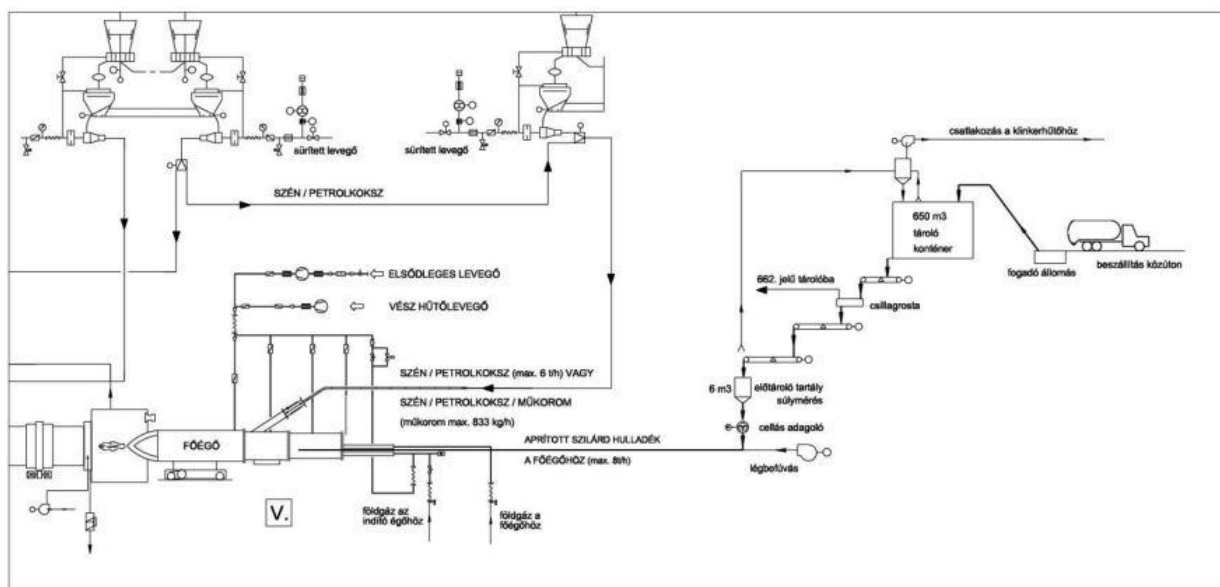 sűrített levegő
sűrített levegő
csatlakozás a klinkerhűtőhöz
SZÉN / PETROLKOKSZ
650 m3
tároló
konténer
fogadó állomás
beszállítás közúton
ELSŐDLEGES LEVEGŐ
662. jelű tárolóba
csillagrosta
VÉSZ HŰTŐLEVEGŐ
SZÉN / PETROLKOKSZ (max. 6 t/h) VAGY
SZÉN / PETROLKOKSZ / MŰKOROM
(műkorom max. 833 kg/h)
6 m3
előtároló tartály
súlymérés
cellás adagoló
FŐÉGŐ
APRÍTOTT SZILÁRD HULLADÉK
A FŐÉGŐHÖZ (max. 8t/h)
légbefúvás
V.
földgáz az
indító égőhöz
földgáz a
főégőhöz